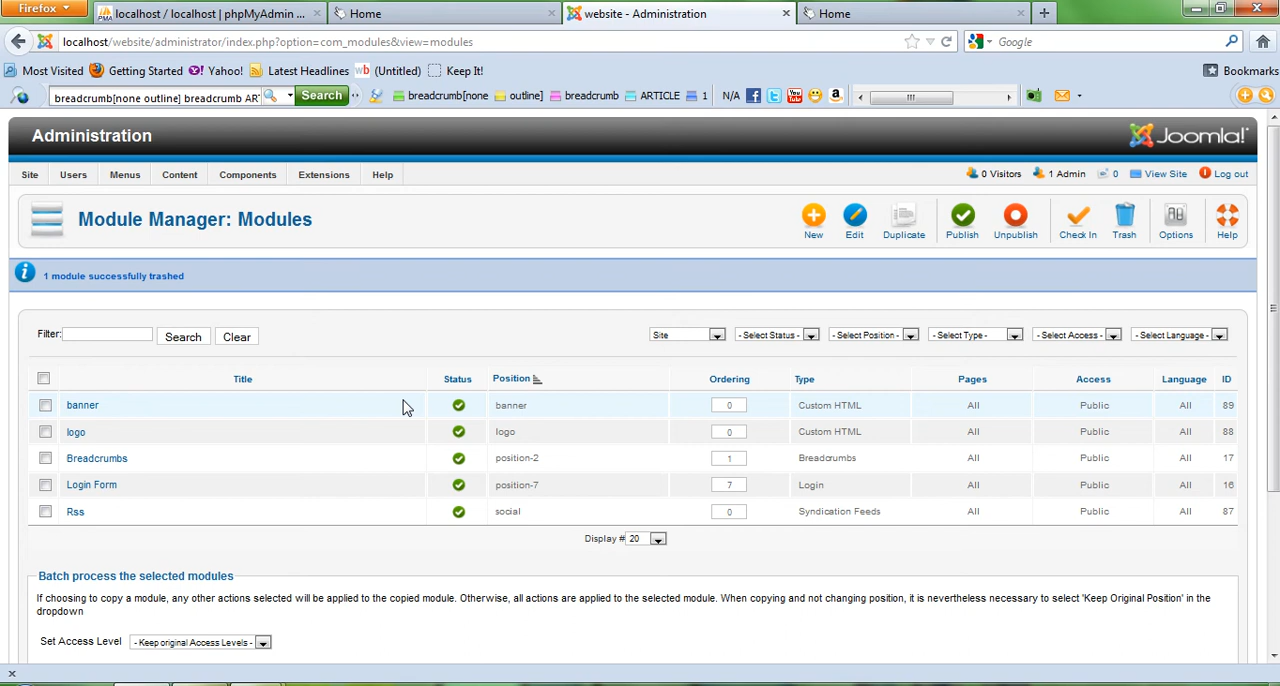 Firefox
localhost / localhost | phpMyAdmin ...
Home
website - Administration
Home
localhost/website/administrator/index.php?option=com_modules&view=modules
Google
Most Visited Getting Started Yahoo! Latest Headlines (Untitled) Keep It! Bookmarks
breadcrumb[none outline] breadcrumb ART Search breadcrumb[none outline] breadcrumb ARTICLE 1 N/A
Administration
Joomla!
Site Users Menus Content Components Extensions Help
0 Visitors 1 Admin 0 View Site Log out
Module Manager: Modules
New Edit Duplicate Publish Unpublish Check In Trash Options Help
1 module successfully trashed
Filter: Search Clear
Site - Select Status - - Select Position - - Select Type - - Select Access - - Select Language -
Title Status Position Ordering Type Pages Access Language ID
banner banner 0 Custom HTML All Public All 89
logo logo 0 Custom HTML All Public All 88
Breadcrumbs position-2 1 Breadcrumbs All Public All 17
Login Form position-7 7 Login All Public All 16
Rss social 0 Syndication Feeds All Public All 87
Display # 20
Batch process the selected modules
If choosing to copy a module, any other actions selected will be applied to the copied module. Otherwise, all actions are applied to the selected module. When copying and not changing position, it is nevertheless necessary to select 'Keep Original Position' in the
dropdown
Set Access Level - Keep original Access Levels -